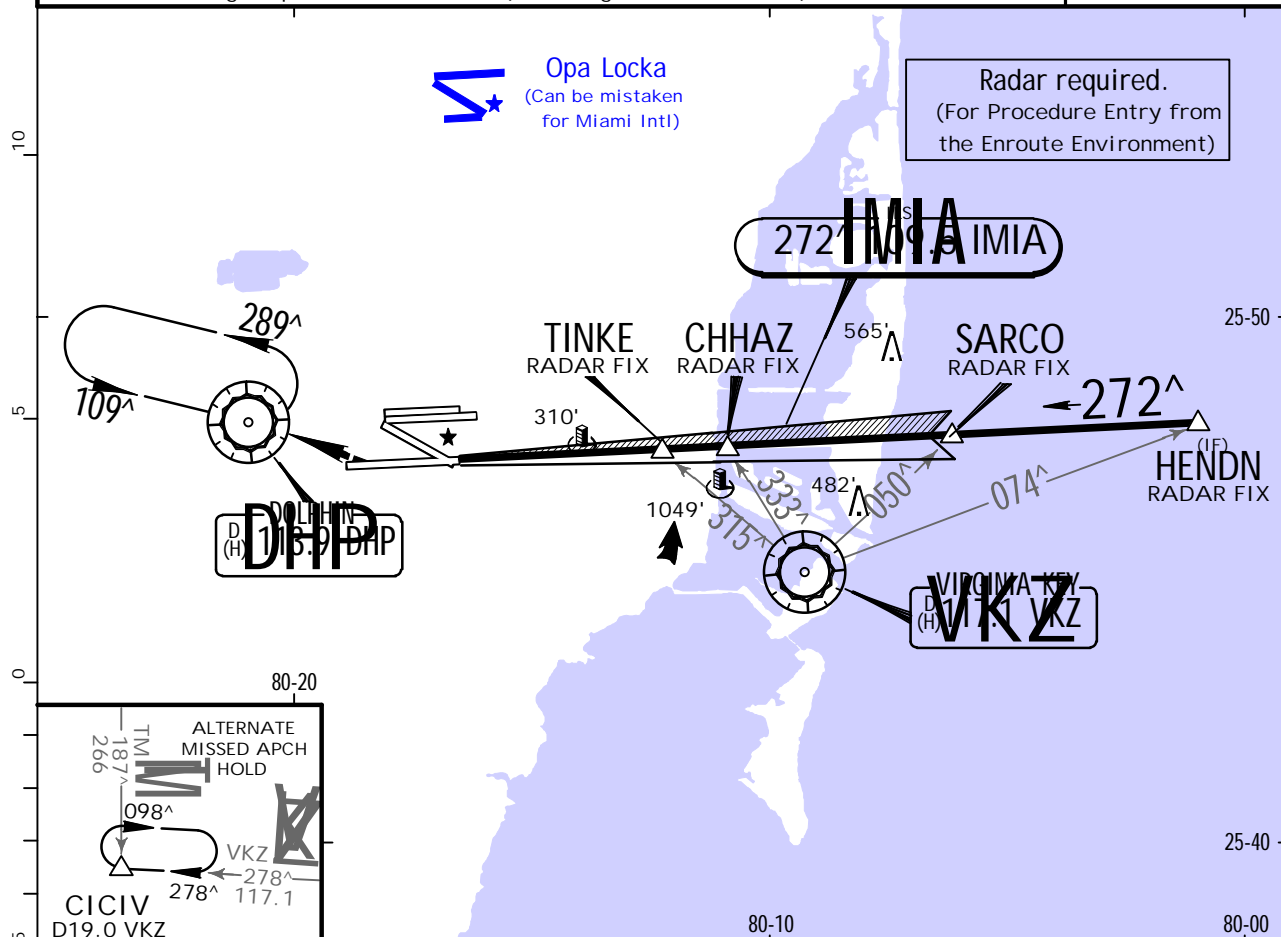 Opa Locka
(Can be mistaken
for Miami Intl)
Radar required.
(For Procedure Entry from
the Enroute Environment)
10
IMIA
272^ IMIA
25-50
289^
109^
TINKE
RADAR FIX
CHHAZ
RADAR FIX
565'
SARCO
RADAR FIX
5
310'
272^
(IF)
HENDN
RADAR FIX
482'
1049'
315^
333^
050^
074^
DOLPHIN
D
(H)
DHP
DHP
VIRGINIA KEY
D
(H)
117.1 VKZ
VKZ
0
80-20
ALTERNATE
MISSED APCH
HOLD
TM
187^
266
098^
278^
VKZ
278^
117.1
CICIV
D19.0 VKZ
25-40
80-10
80-00